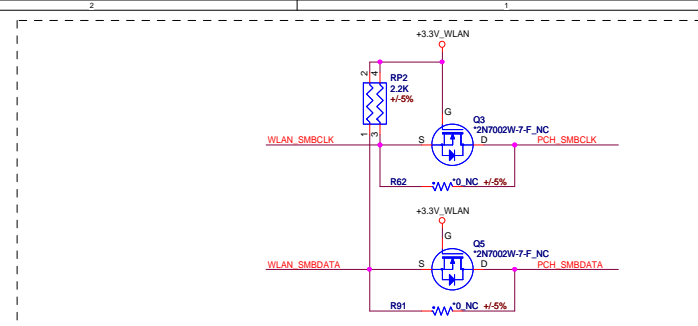 2
1
+3.3V_WLAN
2
4
RP2
2.2K
+/-5%
1
3
G
Q3
*2N7002W-7-F_NC
WLAN_SMBCLK
S
D
PCH_SMBCLK
R62
*0_NC +/-5%
+3.3V_WLAN
G
Q5
*2N7002W-7-F_NC
WLAN_SMBDATA
S
D
PCH_SMBDATA
R91
*0_NC +/-5%